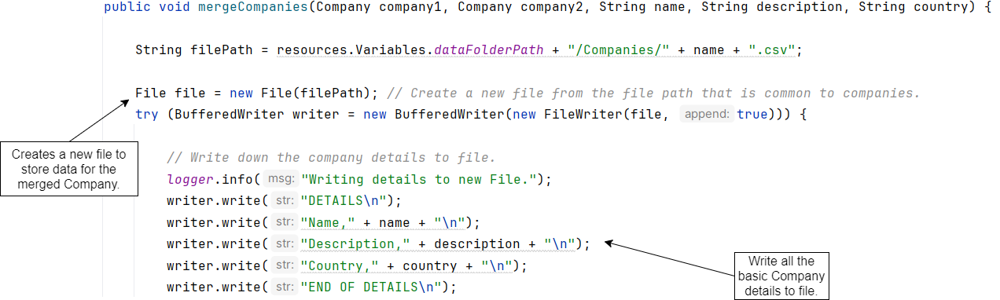 public void mergeCompanies(Company company1, Company company2, String name, String description, String country) {
String filePath = resources.Variables.dataFolderPath + "/Companies/" + name + ".csv";
File file = new File(filePath); // Create a new file from the file path that is common to companies.
try (BufferedWriter writer = new BufferedWriter(new FileWriter(file, append: true))) {
Creates a new file to
store data for the
merged Company.
// Write down the company details to file.
logger.info( msg: "Writing details to new File.");
writer.write( str: "DETAILS\n");
writer.write( str: "Name," + name + "\n");
writer.write( str: "Description," + description + "\n");
writer.write( str: "Country," + country + "\n");
writer.write( str: "END OF DETAILS\n");
Write all the
basic Company
details to file.